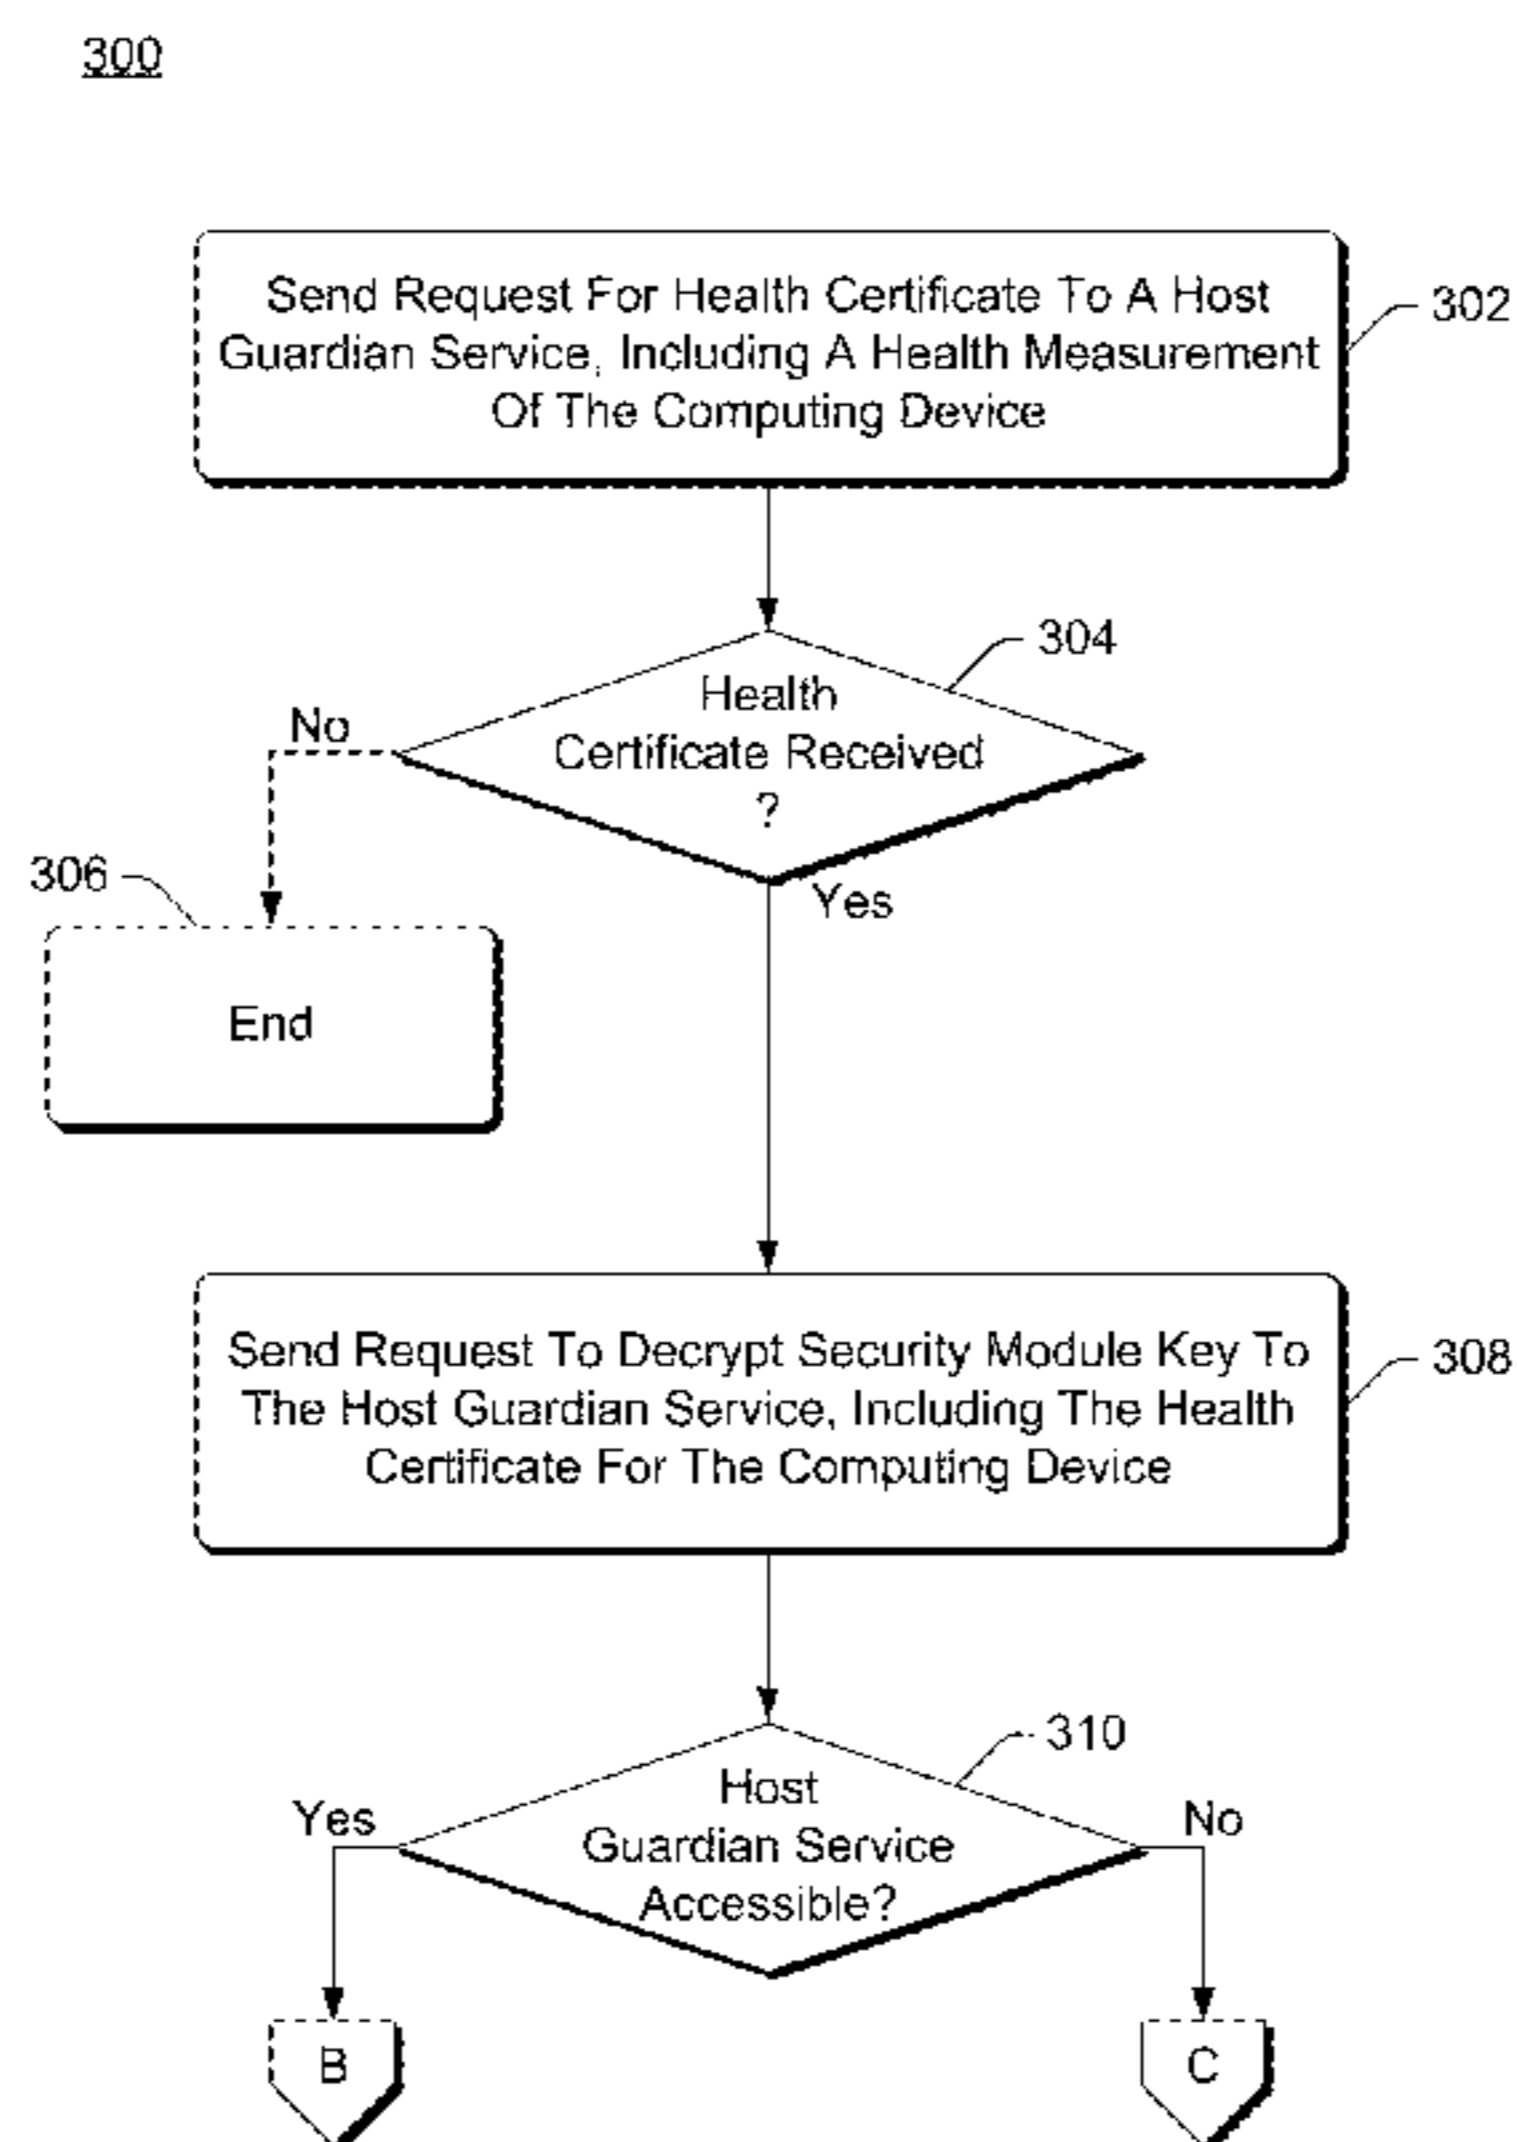 300
Send Request For Health Certificate To A Host
Guardian Service, Including A Health Measurement
Of The Computing Device
302
304
Health
Certificate Received
?
No
Yes
306
End
Send Request To Decrypt Security Module Key To
The Host Guardian Service, Including The Health
Certificate For The Computing Device
308
310
Host
Guardian Service
Accessible?
Yes
No
B
C